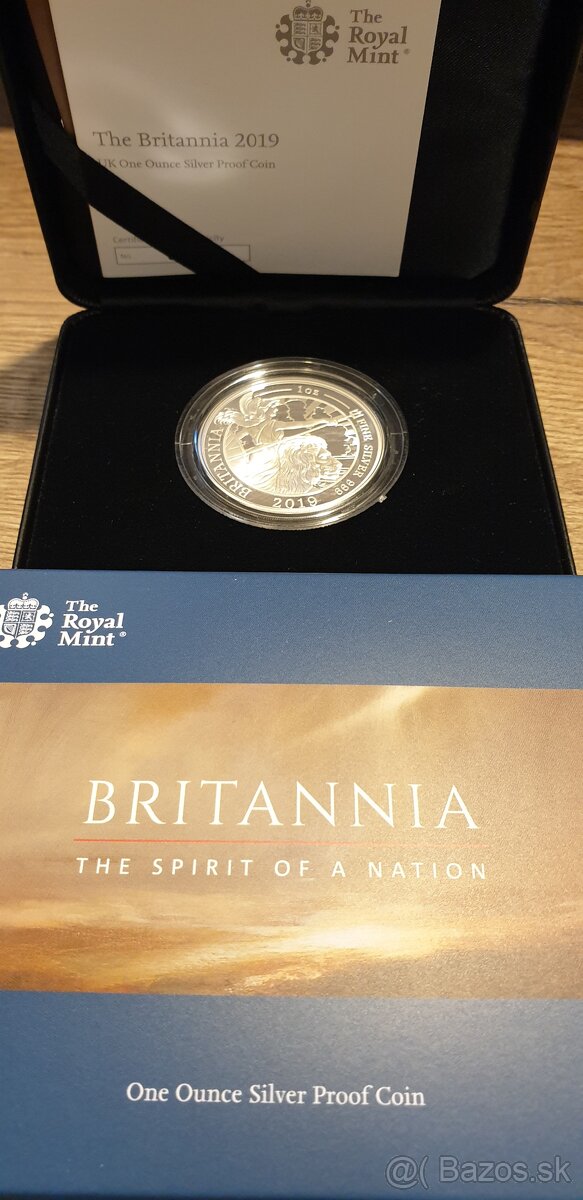 The
Royal
Mint®
The Britannia 2019
UK One Ounce Silver Proof Coin
No
1oz
BRITANNIA
FINE SILVER
999
2019
The
Royal
Mint®
BRITANNIA
THE SPIRIT OF A NATION
One Ounce Silver Proof Coin
@( Bazos.sk